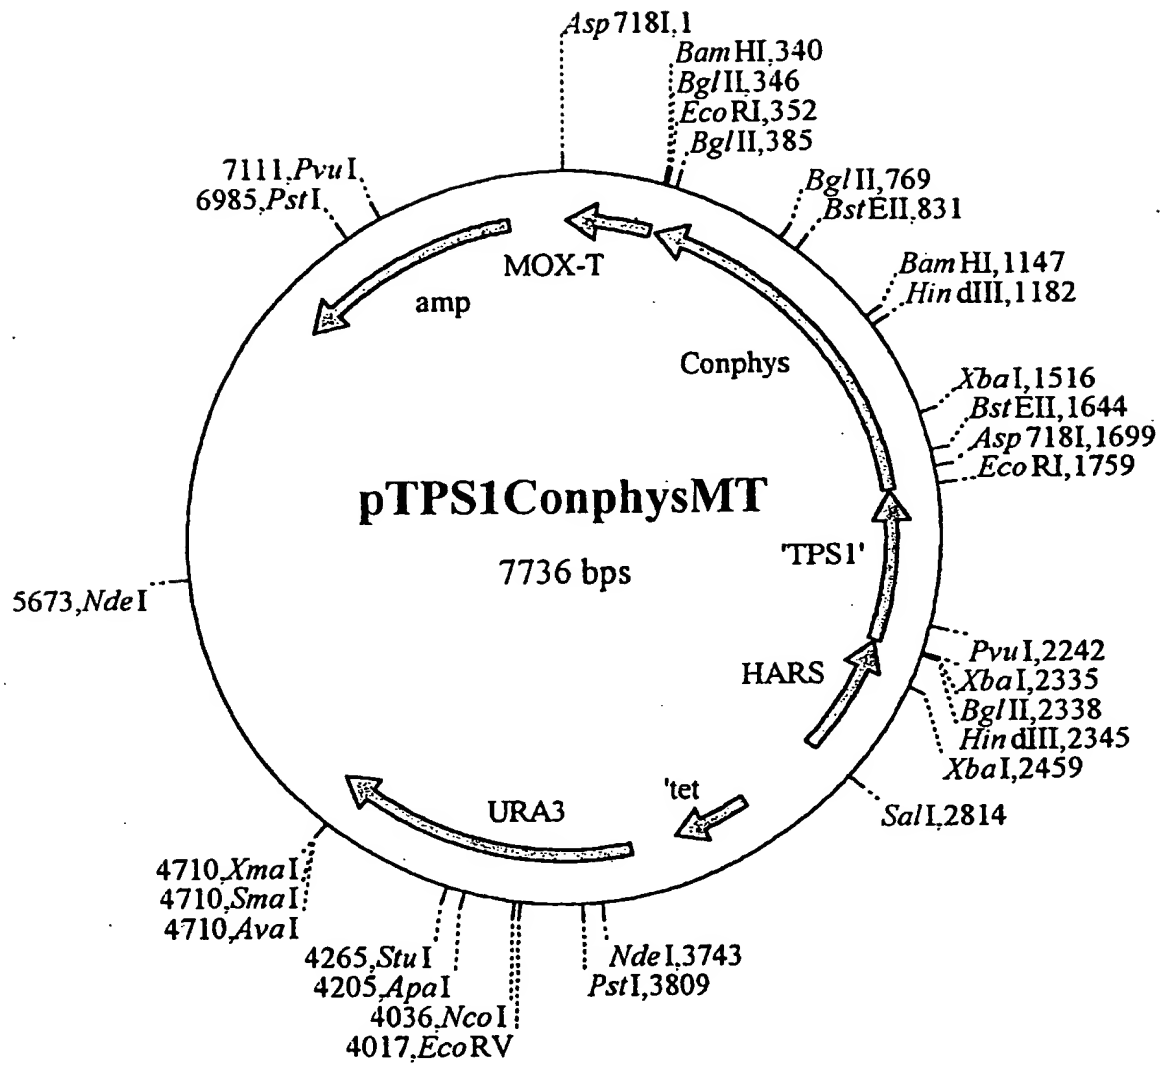 Asp718I,1
BamHI,340
BglII,346
EcoRI,352
BglII,385
7111,PvuI
6985,PstI
BglII,769
BstEII,831
MOX-T
amp
BamHI,1147
HindIII,1182
Conphys
XbaI,1516
BstEII,1644
Asp718I,1699
EcoRI,1759
pTPS1ConphysMT
7736 bps
'TPS1'
5673,NdeI
HARS
PvuI,2242
XbaI,2335
BglII,2338
HindIII,2345
XbaI,2459
'tet
URA3
SalI,2814
4710,XmaI
4710,SmaI
4710,AvaI
4265,StuI
4205,ApaI
4036,NcoI
4017,EcoRV
NdeI,3743
PstI,3809